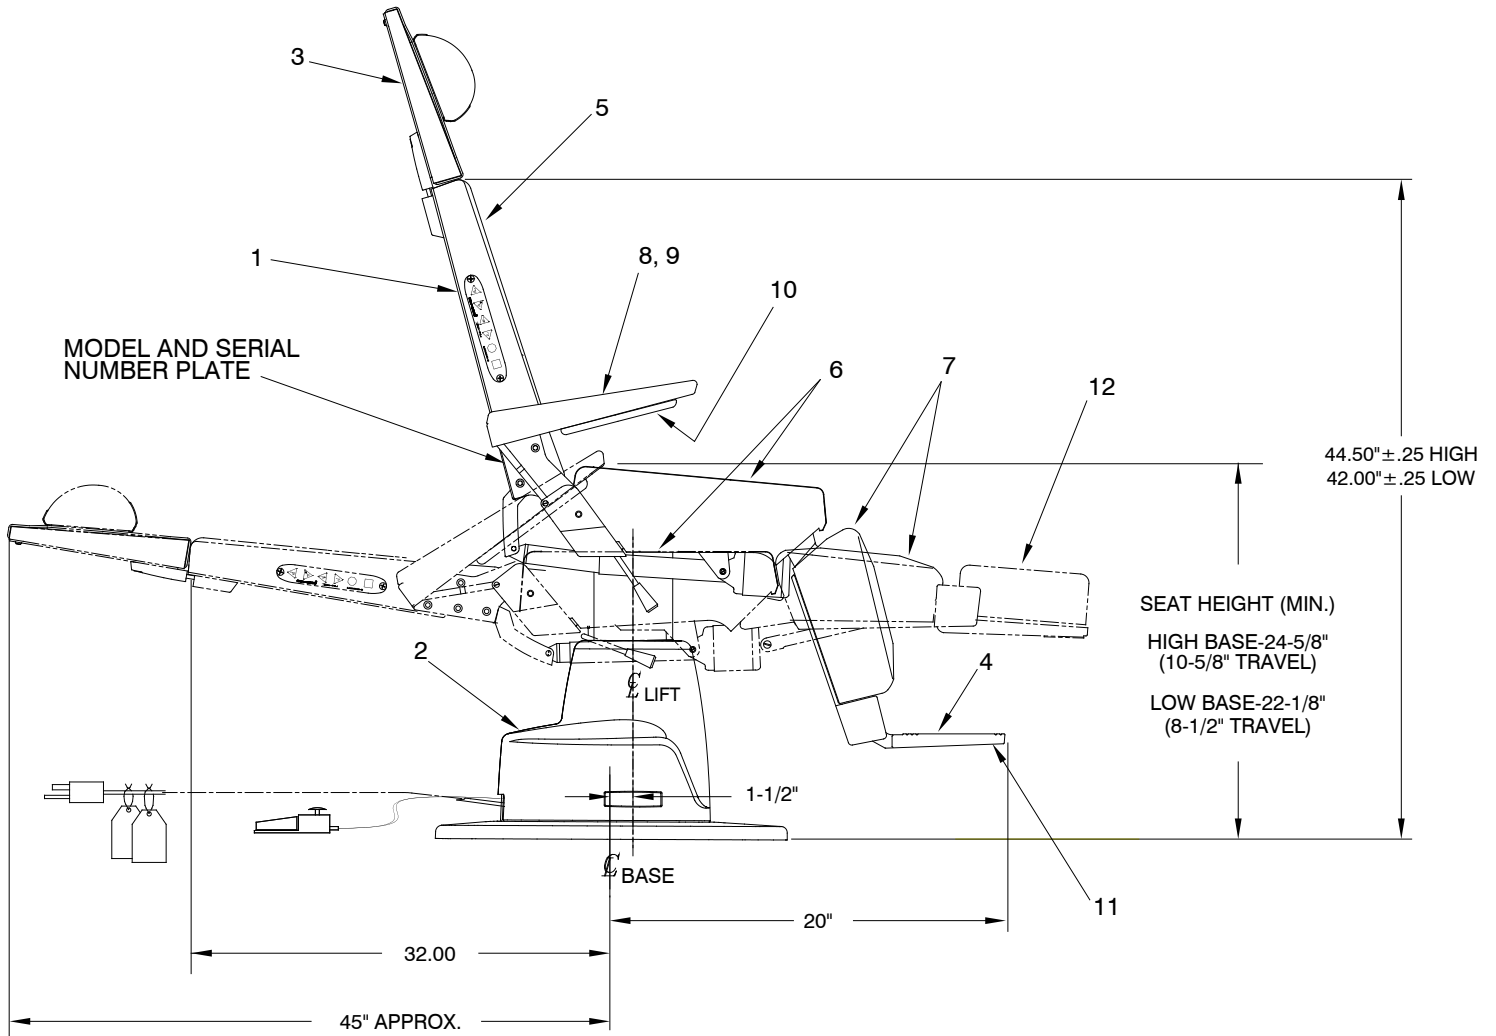 3
5
1
8, 9
10
MODEL AND SERIAL
NUMBER PLATE
6
7
12
44.50"±.25 HIGH
42.00"±.25 LOW
SEAT HEIGHT (MIN.)
HIGH BASE-24-5/8"
(10-5/8" TRAVEL)
LOW BASE-22-1/8"
(8-1/2" TRAVEL)
2
4
℄ LIFT
1-1/2"
℄ BASE
11
20"
32.00
45" APPROX.